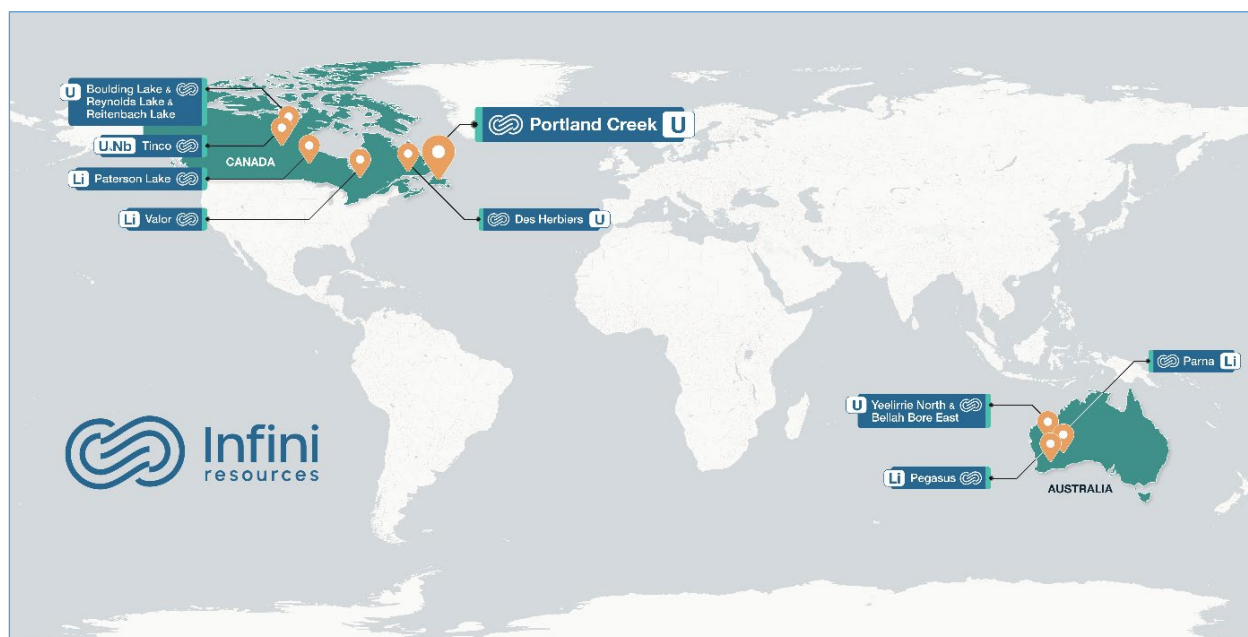 U Boulding Lake &
Reynolds Lake &
Reitenbach Lake
U.Nb Tinco
Li Paterson Lake
Li Valor
CANADA
Portland Creek U
Des Herbiers U
Parna Li
U Yeelirrie North &
Bellah Bore East
Li Pegasus
AUSTRALIA
Infini
resources